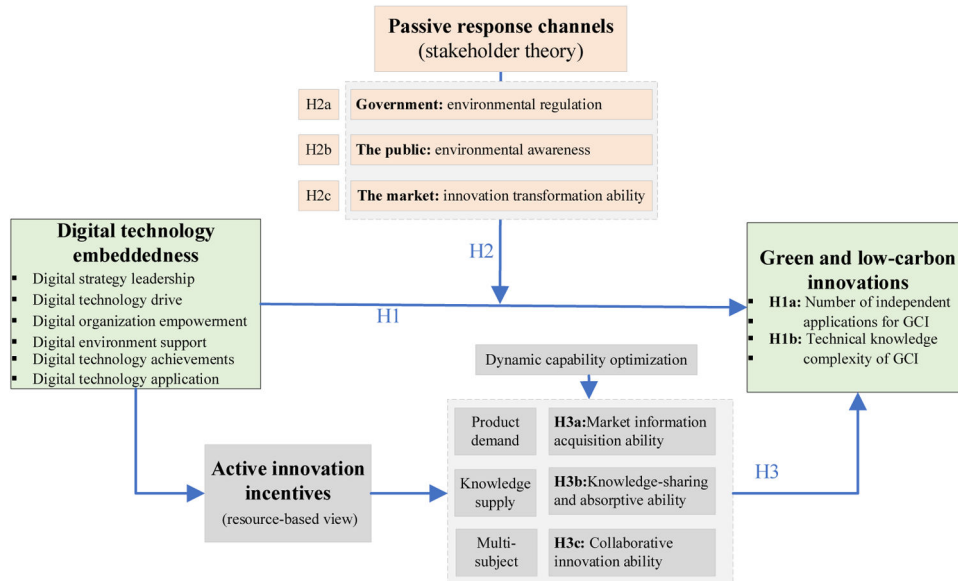 Passive response channels
(stakeholder theory)
H2a
Government: environmental regulation
H2b
The public: environmental awareness
H2c
The market: innovation transformation ability
H2
Digital technology
embeddedness
▪ Digital strategy leadership
▪ Digital technology drive
▪ Digital organization empowerment
▪ Digital environment support
▪ Digital technology achievements
▪ Digital technology application
H1
Green and low-carbon
innovations
▪ H1a: Number of independent
▪ applications for GCI
▪ H1b: Technical knowledge
▪ complexity of GCI
Dynamic capability optimization
Active innovation
incentives
(resource-based view)
Product
demand
H3a:Market information
acquisition ability
Knowledge
supply
H3b:Knowledge-sharing
and absorptive ability
Multi-
subject
H3c: Collaborative
innovation ability
H3